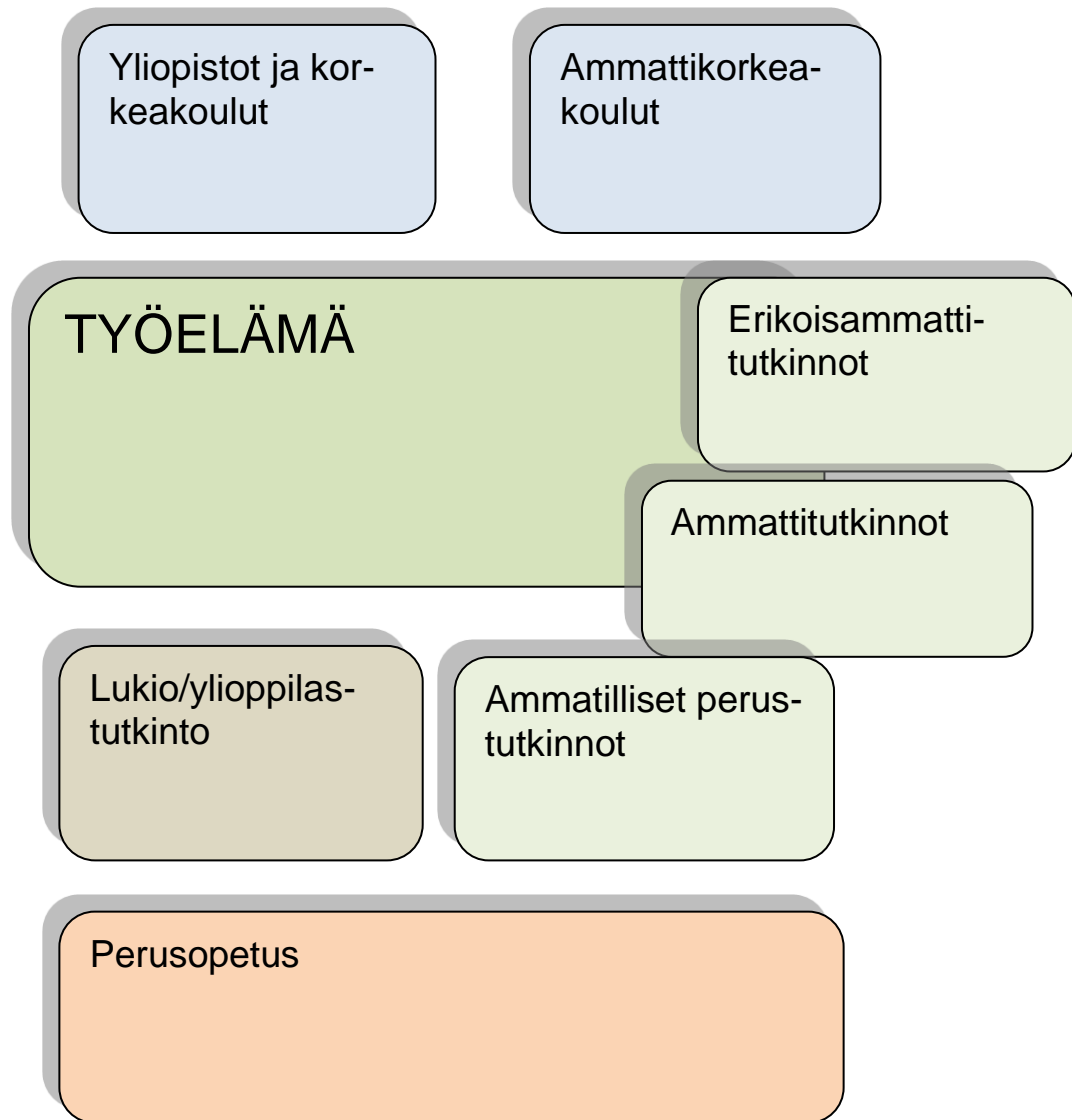 Yliopistot ja kor-
keakoulut
Ammattikorkea-
koulut
TYÖELÄMÄ
Erikoisammatti-
tutkinnot
Ammattitutkinnot
Lukio/ylioppilas-
tutkinto
Ammatilliset perus-
tutkinnot
Perusopetus